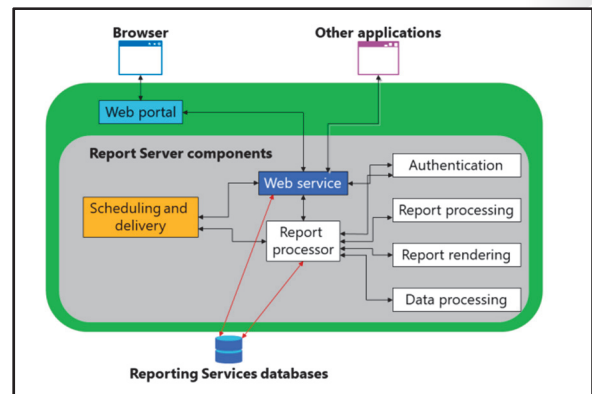 Browser
Other applications
Web portal
Report Server components
Web service
Authentication
Scheduling and
delivery
Report
processor
Report processing
Report rendering
Data processing
Reporting Services databases